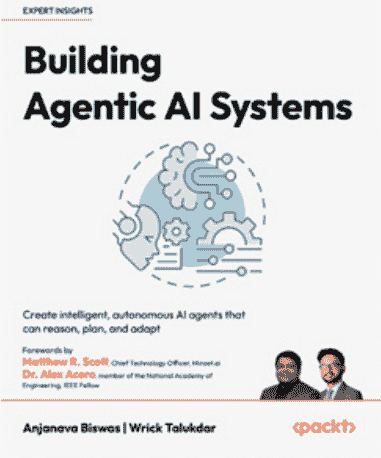 EXPERT INSIGHTS
Building
Agentic AI Systems
Create intelligent, autonomous AI agents that
can reason, plan, and adapt
Forewords by
Matthew R. Scott, Chief Technology Officer, Minset.ai
Dr. Alex Acero, member of the National Academy of
Engineering, IEEE Fellow
Anjanava Biswas | Wrick Talukdar
<packt>